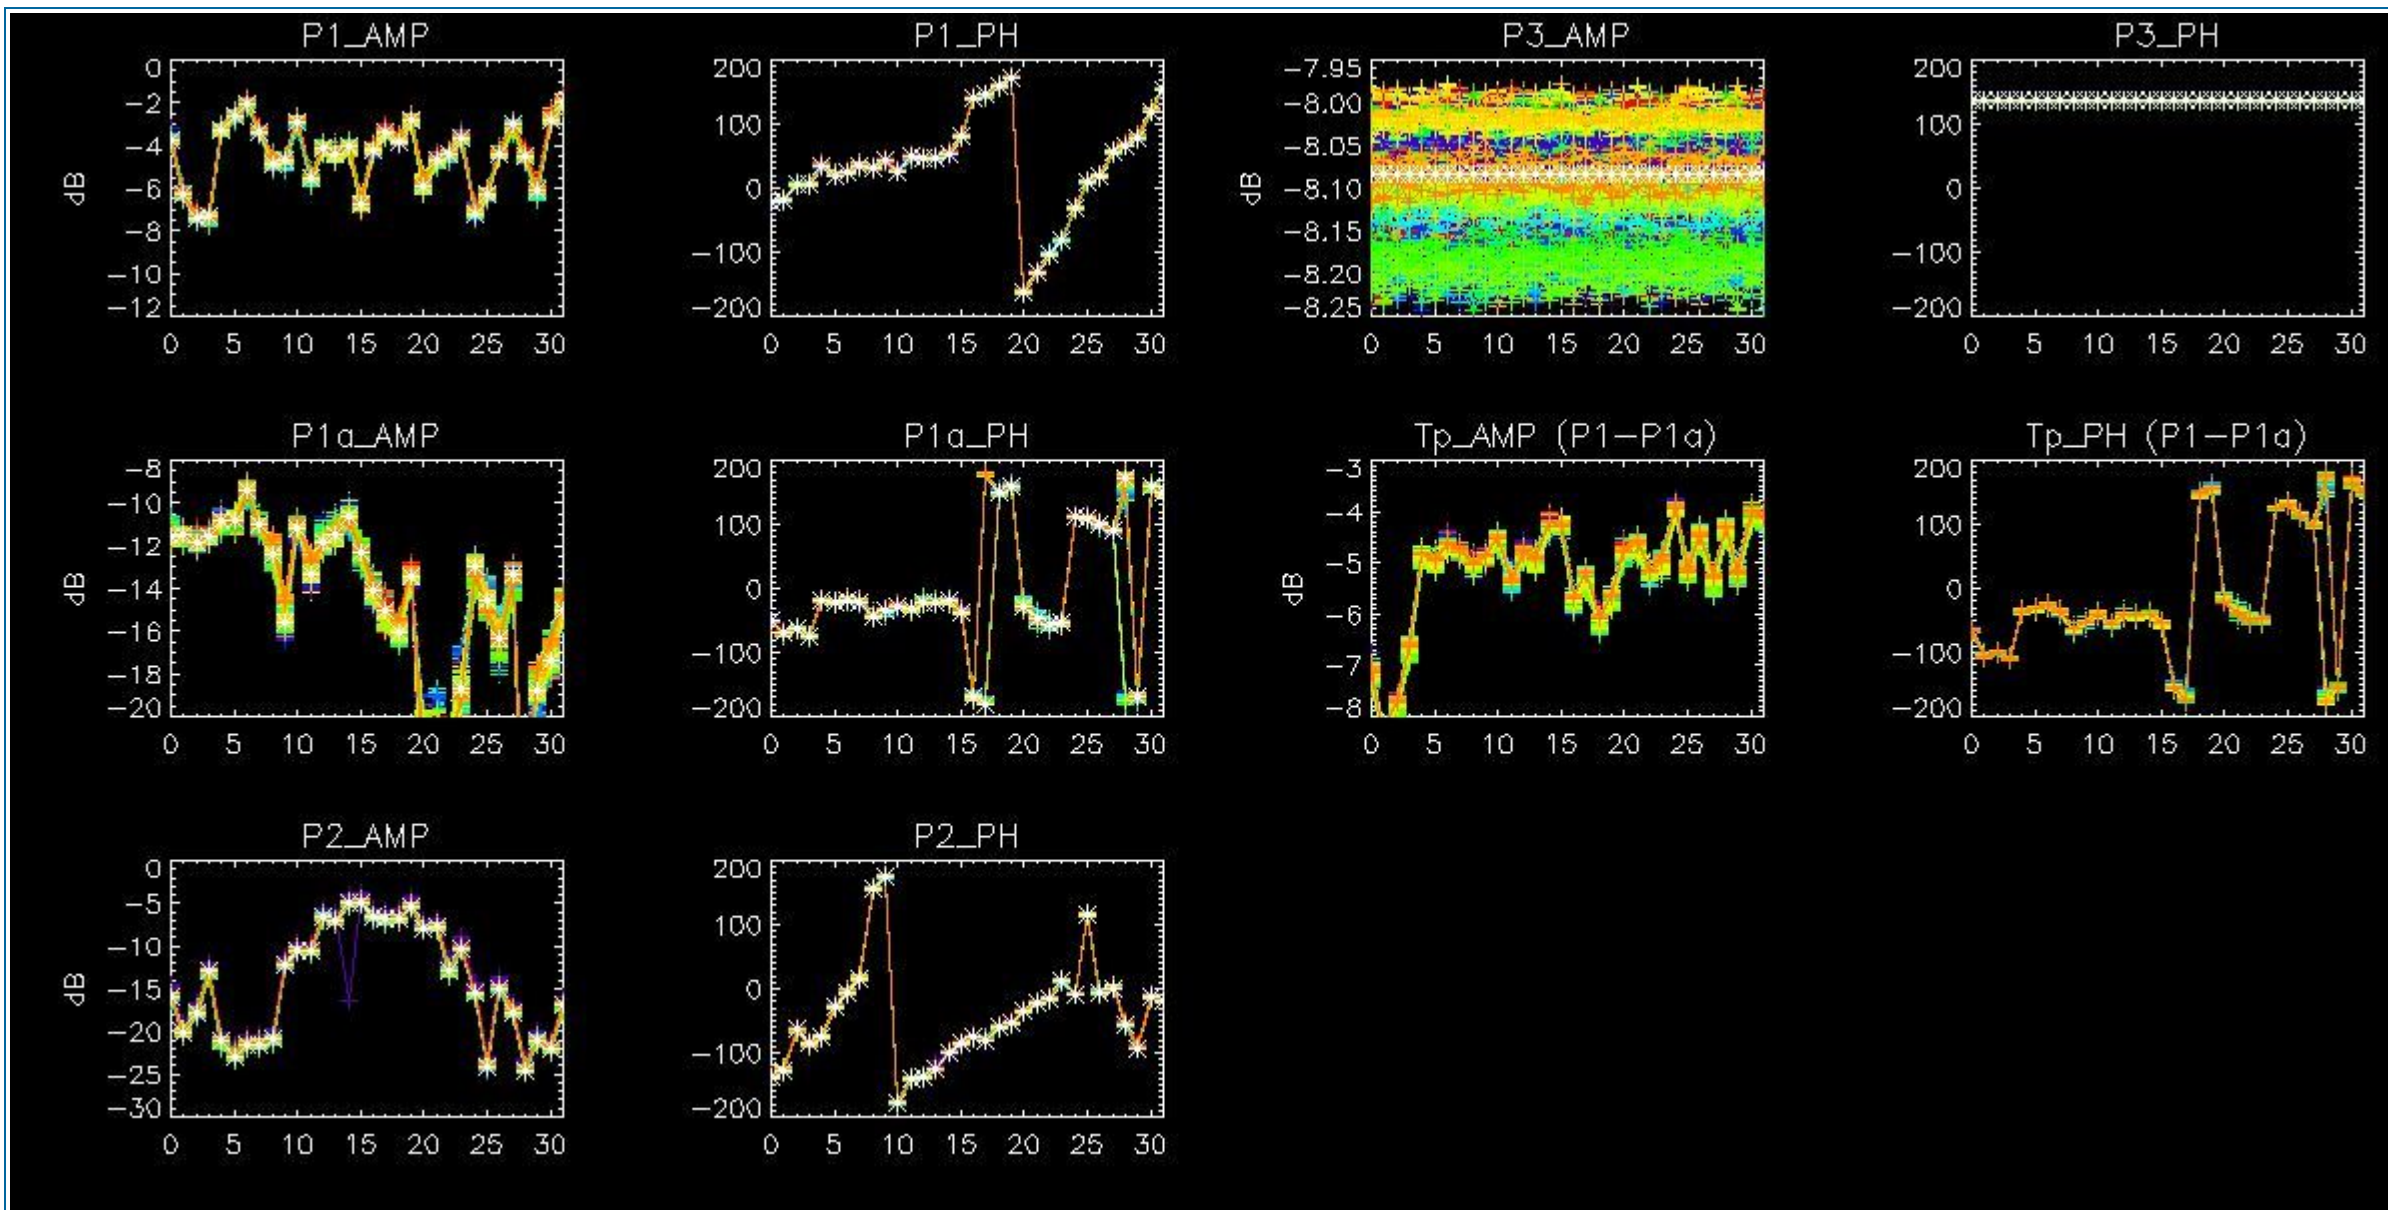 P1_AMP
0
−2
−4
−6
−8
−10
−12
dB
0 5 10 15 20 25 30
P1_PH
200
100
0
−100
−200
0 5 10 15 20 25 30
P3_AMP
−7.95
−8.00
−8.05
−8.10
−8.15
−8.20
−8.25
dB
0 5 10 15 20 25 30
P3_PH
200
100
0
−100
−200
0 5 10 15 20 25 30
P1a_AMP
−8
−10
−12
−14
−16
−18
−20
dB
0 5 10 15 20 25 30
P1a_PH
200
100
0
−100
−200
0 5 10 15 20 25 30
Tp_AMP (P1−P1a)
−3
−4
−5
−6
−7
−8
dB
0 5 10 15 20 25 30
Tp_PH (P1−P1a)
200
100
0
−100
−200
0 5 10 15 20 25 30
P2_AMP
0
−5
−10
−15
−20
−25
−30
dB
0 5 10 15 20 25 30
P2_PH
200
100
0
−100
−200
0 5 10 15 20 25 30